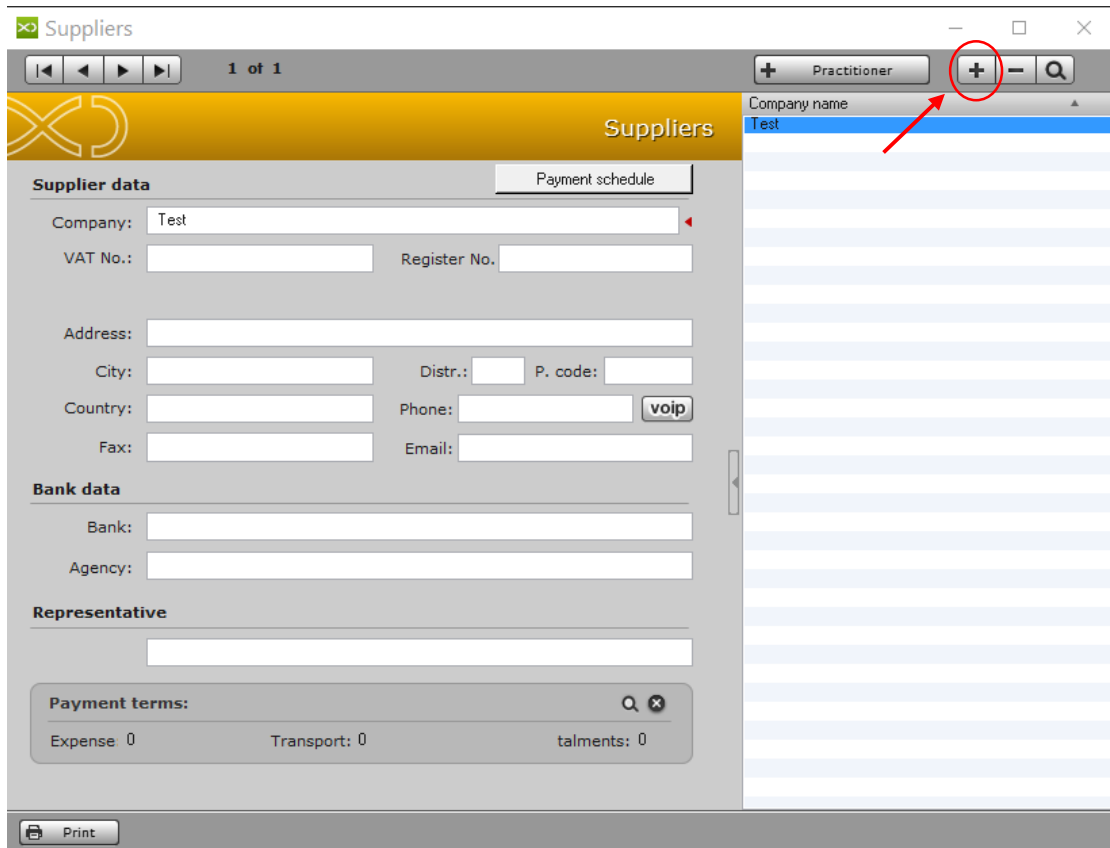 Suppliers
1 of 1
Practitioner
Suppliers
Company name
Test
Supplier data
Payment schedule
Company: Test
VAT No.: Register No.
Address:
City: Distr.: P. code:
Country: Phone: voip
Fax: Email:
Bank data
Bank:
Agency:
Representative
Payment terms:
Expense 0 Transport: 0 talments: 0
Print